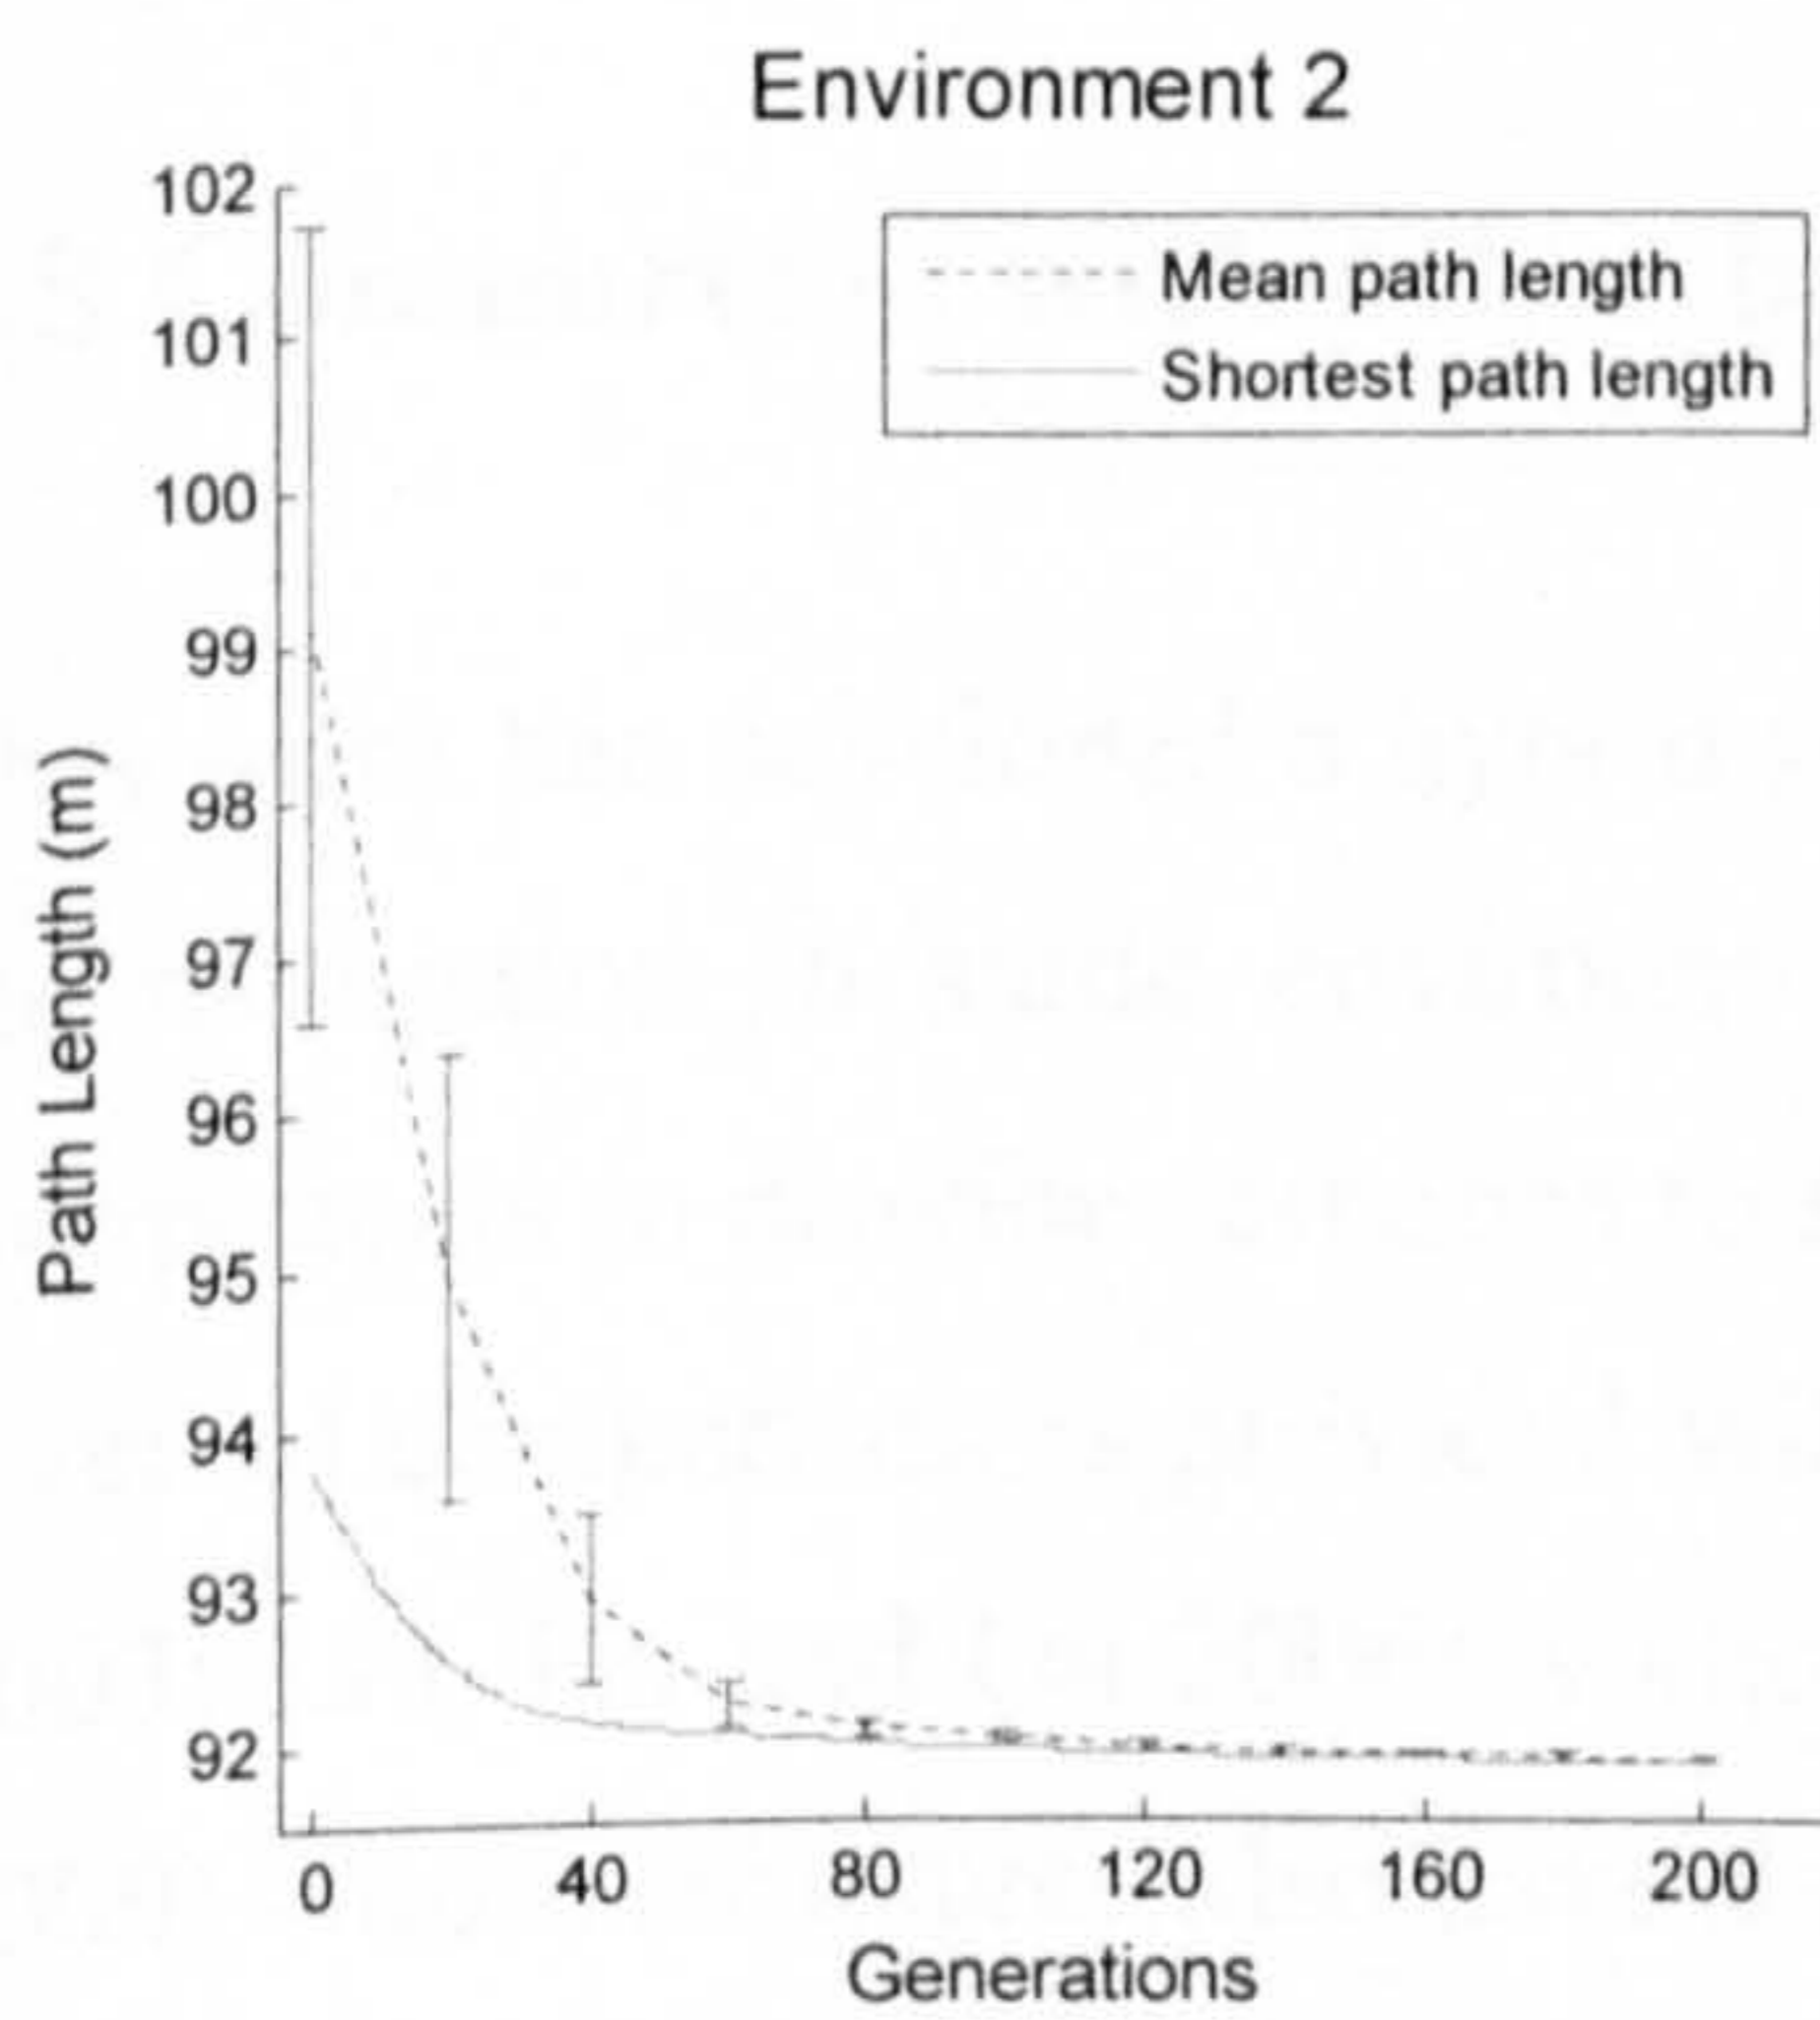 Environment 2
102
101
100
99
98
97
96
95
94
93
92
Path Length (m)
Mean path length
Shortest path length
0 40 80 120 160 200
Generations